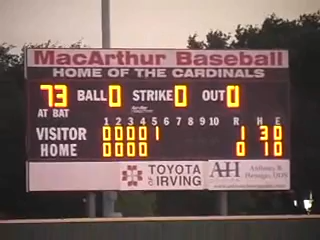 MacArthur Baseball
HOME OF THE CARDINALS
73 BALL 0 STRIKE 0 OUT 0
AT BAT
1 2 3 4 5 6 7 8 9 10 R H E
VISITOR 0 0 0 0 1 1 3 0
HOME 0 0 0 0 0 1 0
TOYOTA
OF IRVING
AH